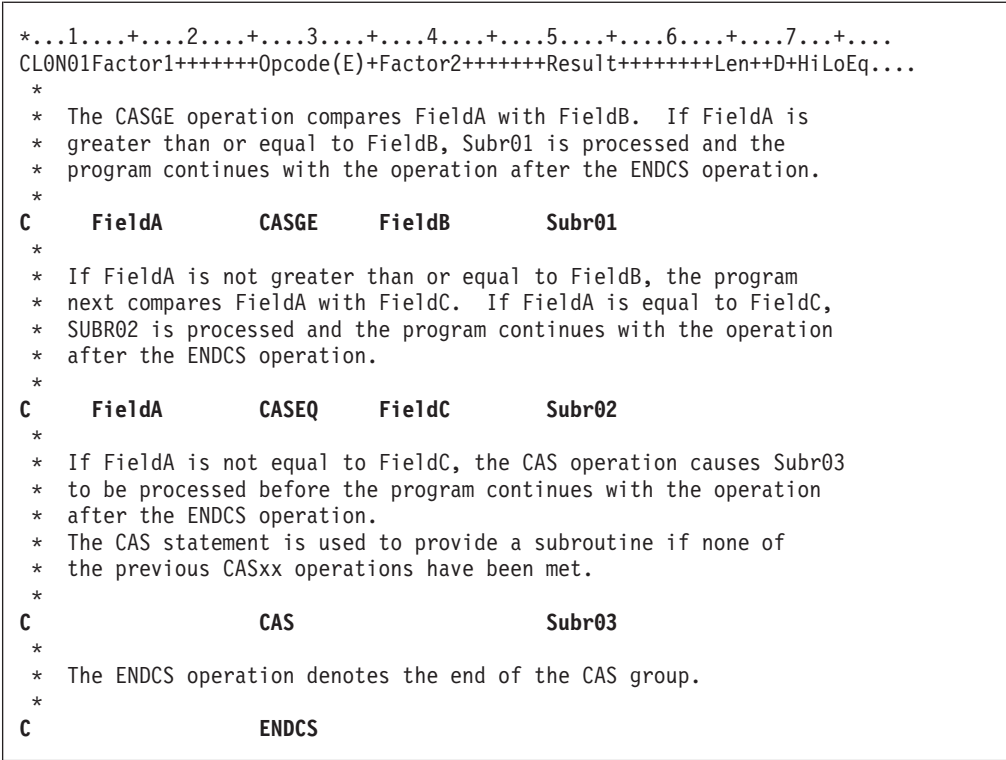 *...1....+....2....+....3....+....4....+....5....+....6....+....7...+....
CL0N01Factor1+++++++Opcode(E)+Factor2+++++++Result++++++++Len++D+HiLoEq....
 *
 *  The CASGE operation compares FieldA with FieldB.  If FieldA is
 *  greater than or equal to FieldB, Subr01 is processed and the
 *  program continues with the operation after the ENDCS operation.
 *
C     FieldA        CASGE     FieldB        Subr01
 *
 *  If FieldA is not greater than or equal to FieldB, the program
 *  next compares FieldA with FieldC.  If FieldA is equal to FieldC,
 *  SUBR02 is processed and the program continues with the operation
 *  after the ENDCS operation.
 *
C     FieldA        CASEQ     FieldC        Subr02
 *
 *  If FieldA is not equal to FieldC, the CAS operation causes Subr03
 *  to be processed before the program continues with the operation
 *  after the ENDCS operation.
 *  The CAS statement is used to provide a subroutine if none of
 *  the previous CASxx operations have been met.
 *
C                   CAS                     Subr03
 *
 *  The ENDCS operation denotes the end of the CAS group.
 *
C                   ENDCS